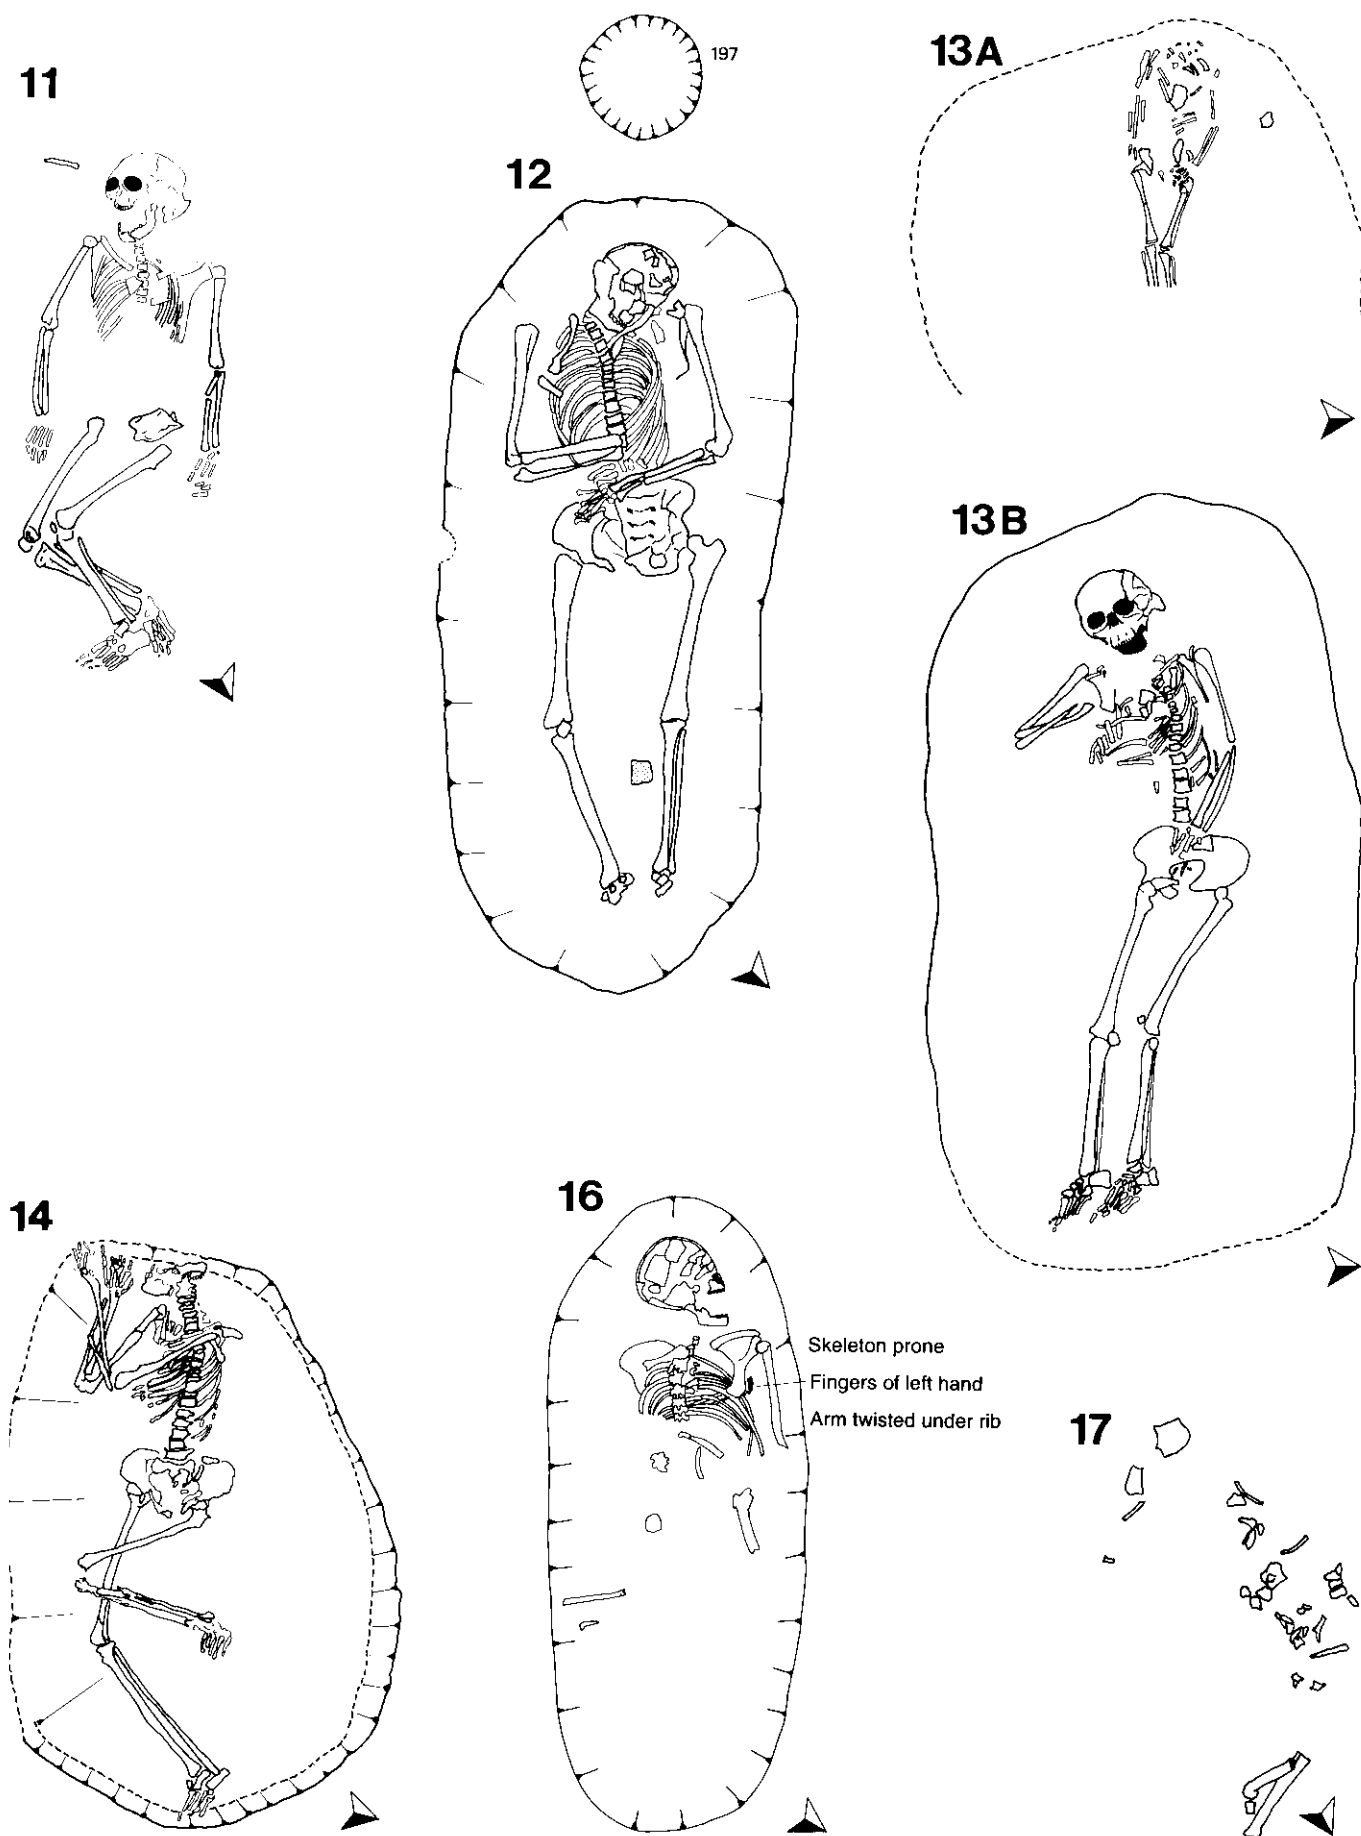 11
197
12
13A
13B
14
16
Skeleton prone
Fingers of left hand
Arm twisted under rib
17